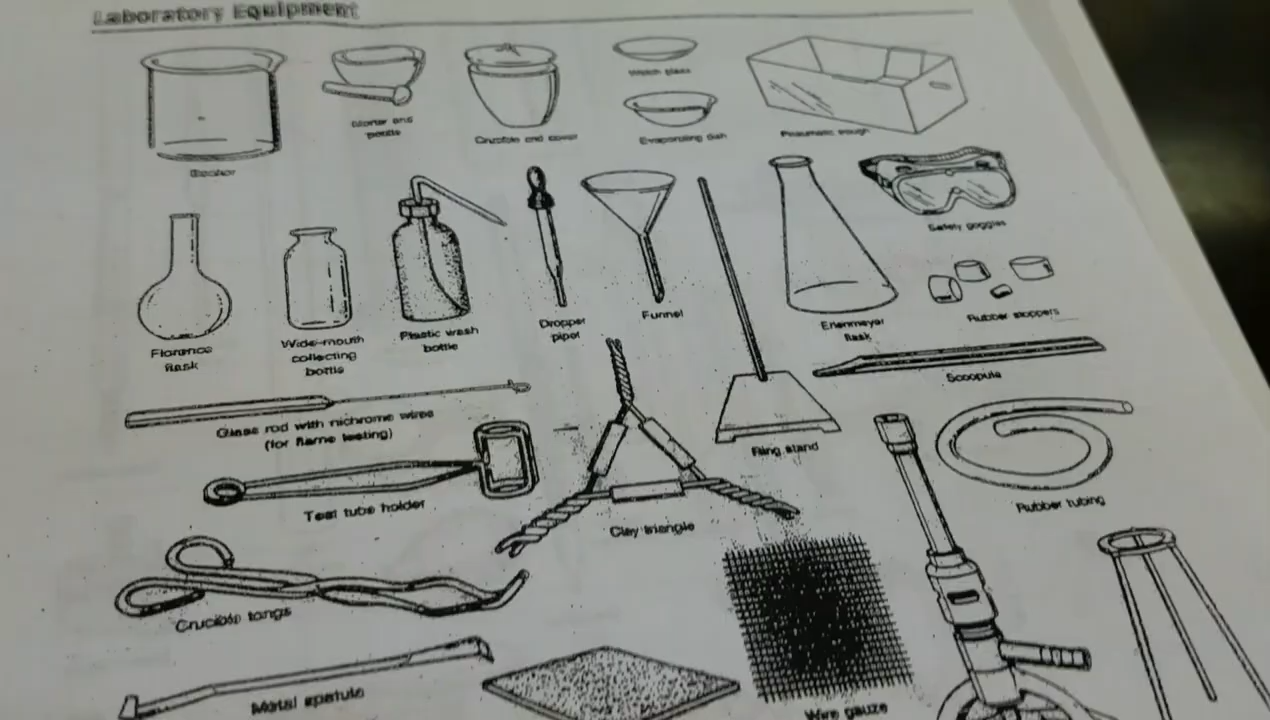 Laboratory Equipment
Beaker
Mortar and
pestle
Crucible and cover
Watch glass
Evaporating dish
Pneumatic trough
Safety goggles
Florence
flask
Wide-mouth
collecting
bottle
Plastic wash
bottle
Dropper
pipet
Funnel
Erlenmeyer
flask
Rubber stoppers
Scoopula
Glass rod with nichrome wires
(for flame testing)
Ring stand
Test tube holder
Clay triangle
Rubber tubing
Crucible tongs
Metal spatula
Wire gauze